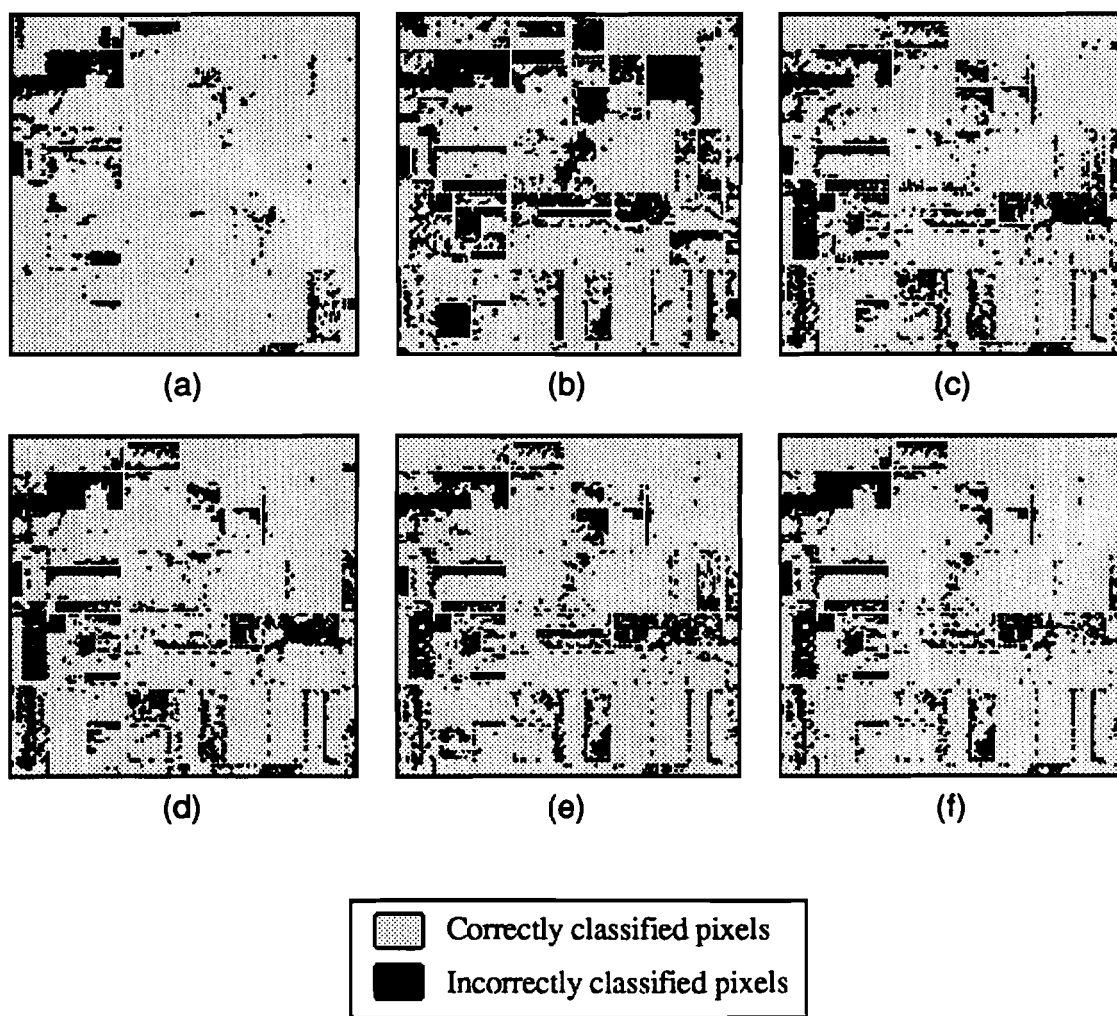 (a)
(b)
(c)
(d)
(e)
(f)
Correctly classified pixels
Incorrectly classified pixels